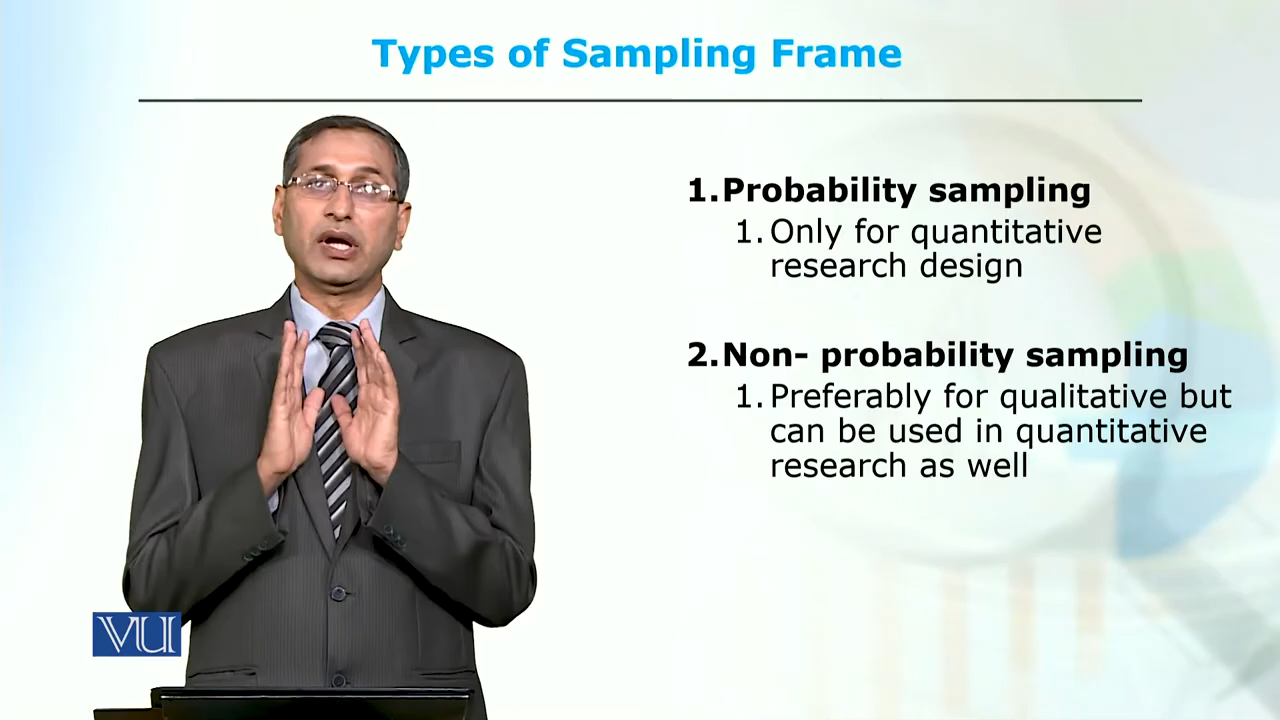 Types of Sampling Frame
1.Probability sampling
1. Only for quantitative
research design
2.Non- probability sampling
1. Preferably for qualitative but
can be used in quantitative
research as well
VU